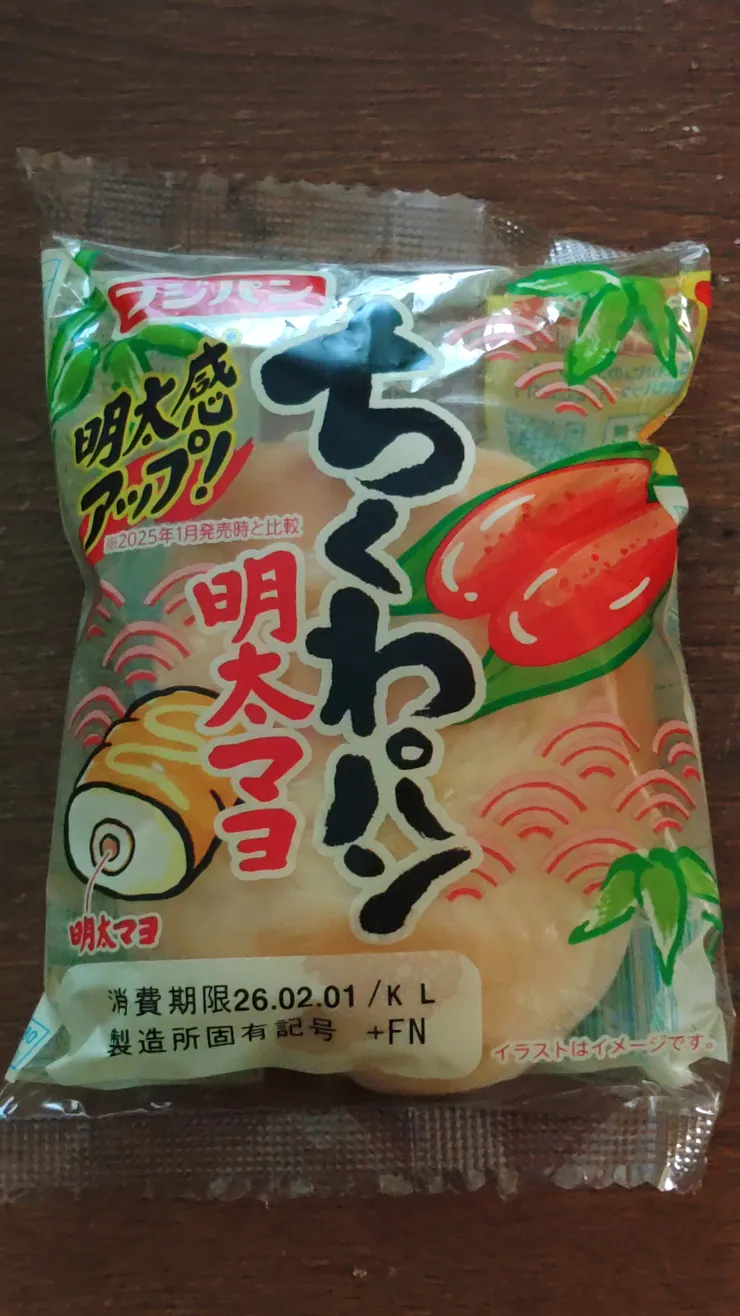 フジパン
明太感
アップ!
※2025年1月発売時と比較
ちくわパン
明太マヨ
明太マヨ
消費期限26.02.01/K L
製造所固有記号 +FN
イラストはイメージです。